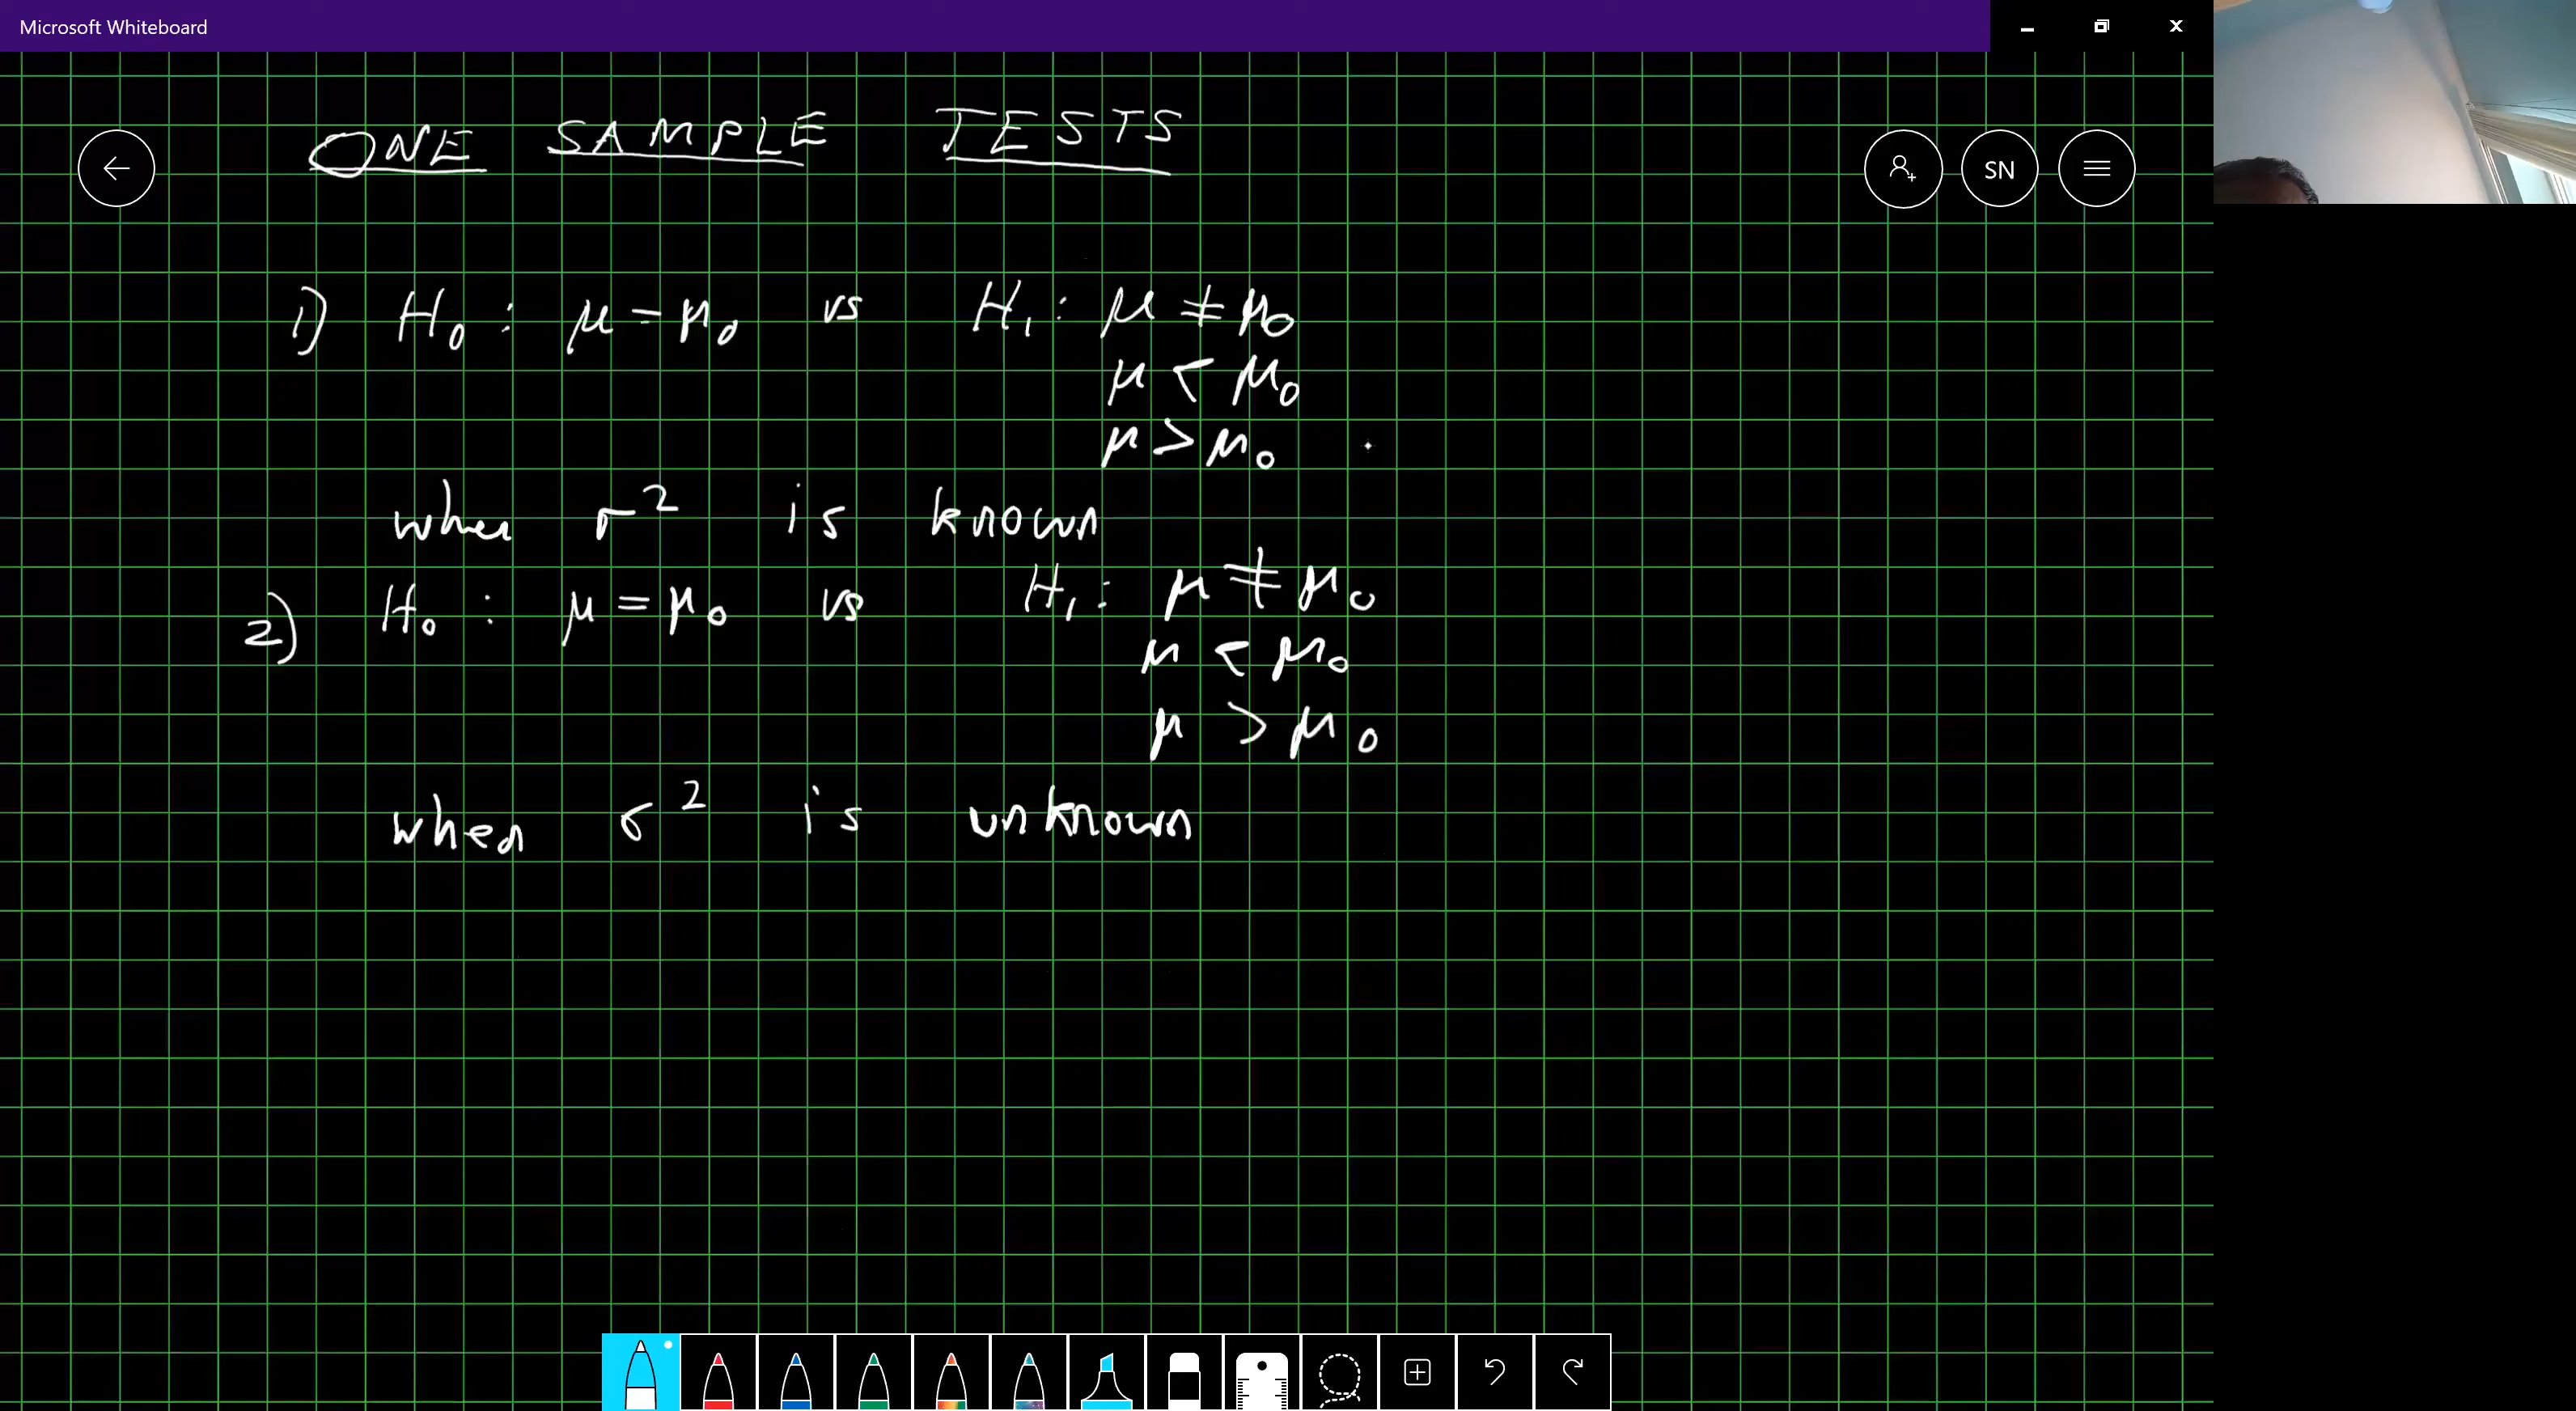 Microsoft Whiteboard
ONE SAMPLE TESTS
SN
1) H₀ : μ = μ₀ vs H₁ : μ ≠ μ₀
μ < μ₀
μ > μ₀
when σ² is known
2) H₀ : μ = μ₀ vs H₁ : μ ≠ μ₀
μ < μ₀
μ > μ₀
when σ² is unknown